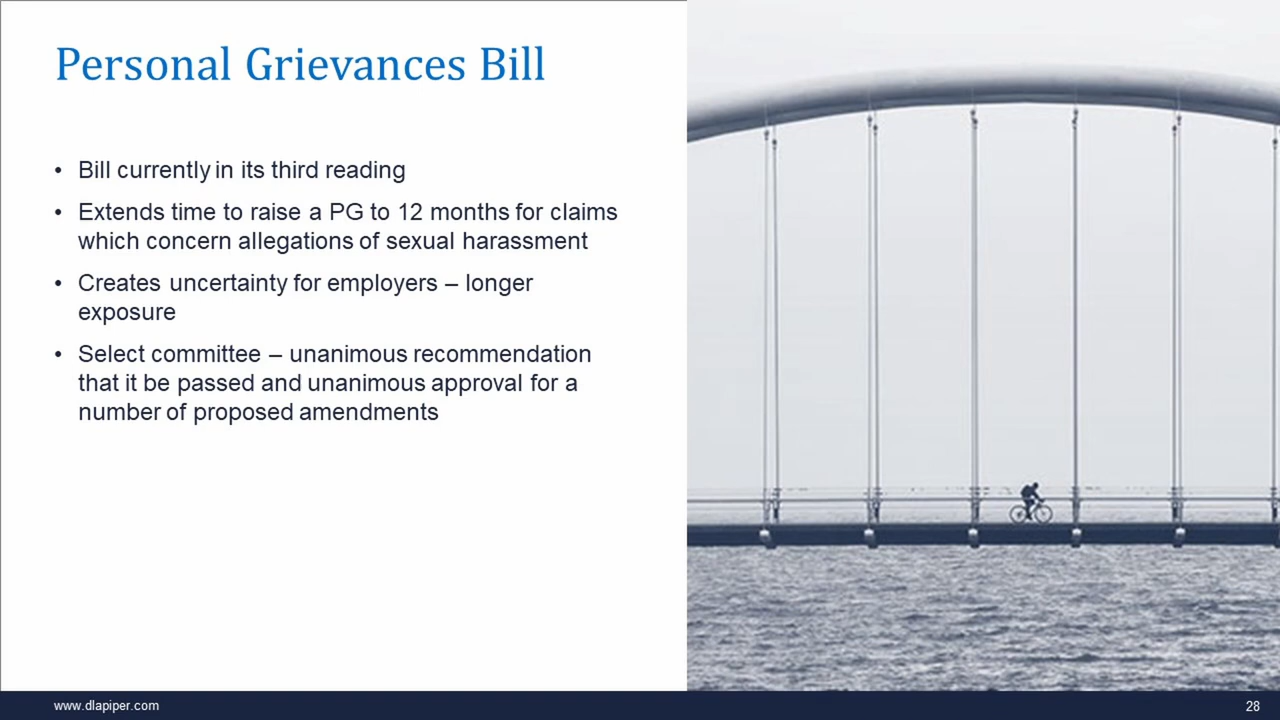 Personal Grievances Bill
• Bill currently in its third reading
• Extends time to raise a PG to 12 months for claims
which concern allegations of sexual harassment
• Creates uncertainty for employers – longer
exposure
• Select committee – unanimous recommendation
that it be passed and unanimous approval for a
number of proposed amendments
www.dlapiper.com
28